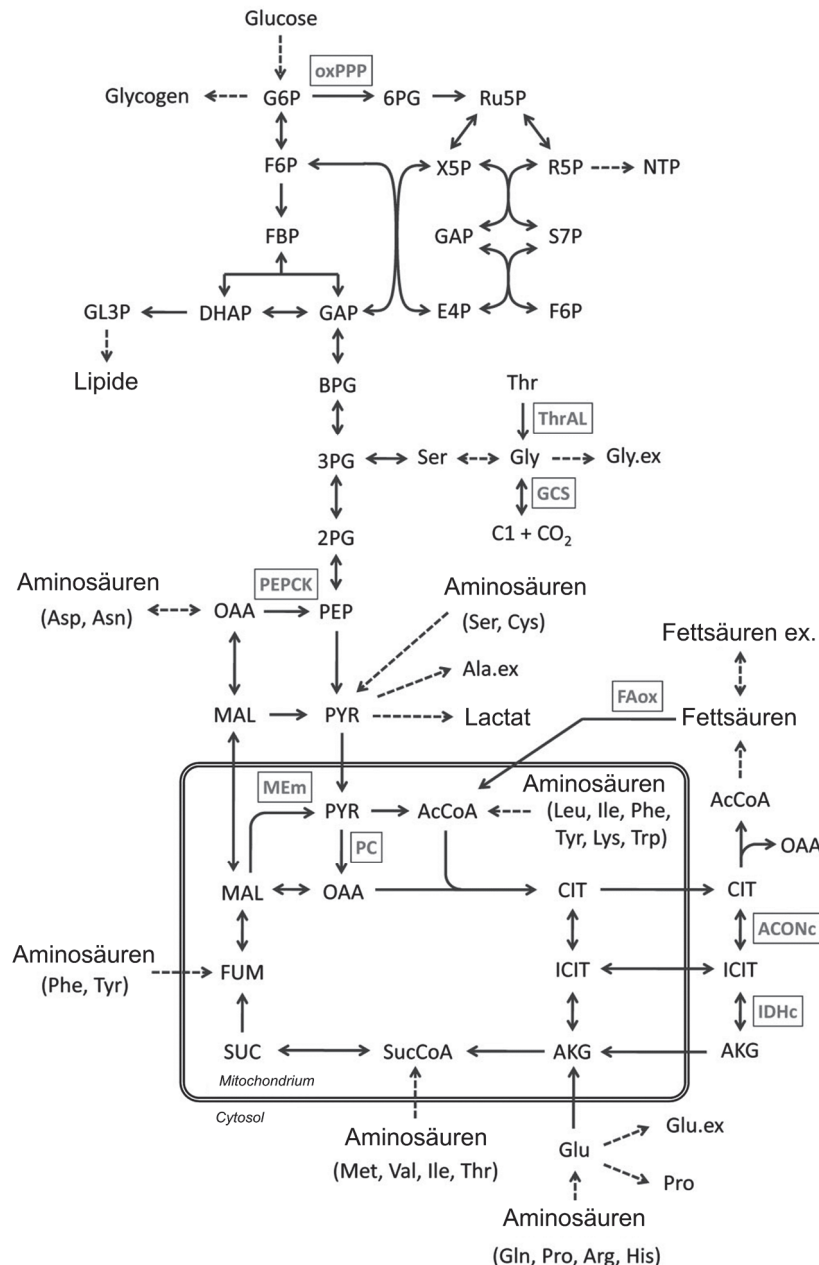 Glucose
oxPPP
Glycogen G6P 6PG Ru5P
F6P X5P R5P NTP
FBP GAP S7P
GL3P DHAP GAP E4P F6P
Lipide
BPG Thr
ThrAL
3PG Ser Gly Gly.ex
GCS
2PG C1 + CO₂
Aminosäuren PEPCK Aminosäuren
(Asp, Asn) OAA PEP (Ser, Cys)
Fettsäuren ex.
Ala.ex
FAox
MAL PYR Lactat Fettsäuren
MEm Aminosäuren
AcCoA
PYR AcCoA (Leu, Ile, Phe,
Tyr, Lys, Trp)
PC OAA
MAL OAA CIT CIT
ACONc
Aminosäuren
(Phe, Tyr) FUM ICIT ICIT
IDHc
SUC SucCoA AKG AKG
Mitochondrium
Cytosol
Aminosäuren Glu Glu.ex
(Met, Val, Ile, Thr) Pro
Aminosäuren
(Gln, Pro, Arg, His)